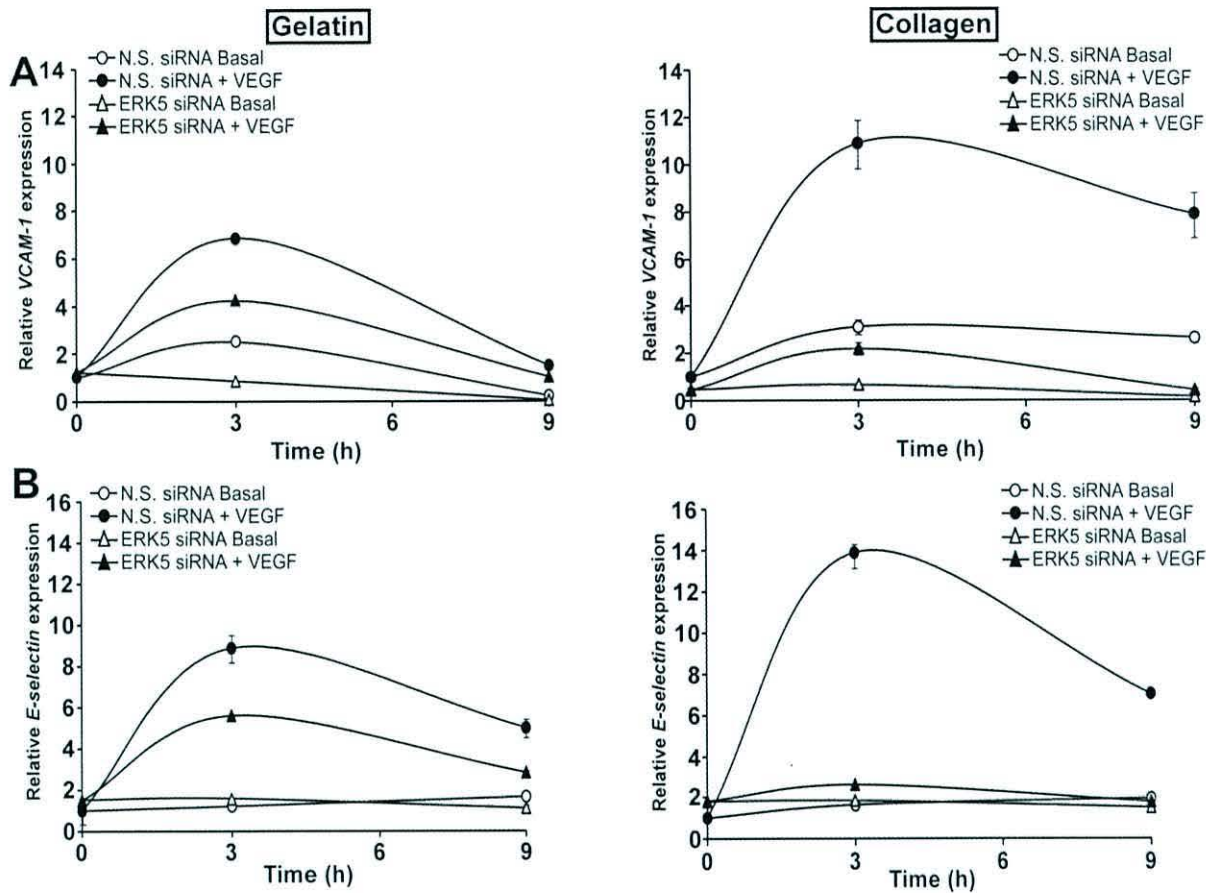 Gelatin
Collagen
A
N.S. siRNA Basal
N.S. siRNA + VEGF
ERK5 siRNA Basal
ERK5 siRNA + VEGF
Relative VCAM-1 expression
14
12
10
8
6
4
2
0
0 3 6 9
Time (h)
N.S. siRNA Basal
N.S. siRNA + VEGF
ERK5 siRNA Basal
ERK5 siRNA + VEGF
Relative VCAM-1 expression
14
12
10
8
6
4
2
0
0 3 6 9
Time (h)
B
N.S. siRNA Basal
N.S. siRNA + VEGF
ERK5 siRNA Basal
ERK5 siRNA + VEGF
Relative E-selectin expression
16
14
12
10
8
6
4
2
0
0 3 6 9
Time (h)
N.S. siRNA Basal
N.S. siRNA + VEGF
ERK5 siRNA Basal
ERK5 siRNA + VEGF
Relative E-selectin expression
16
14
12
10
8
6
4
2
0
0 3 6 9
Time (h)